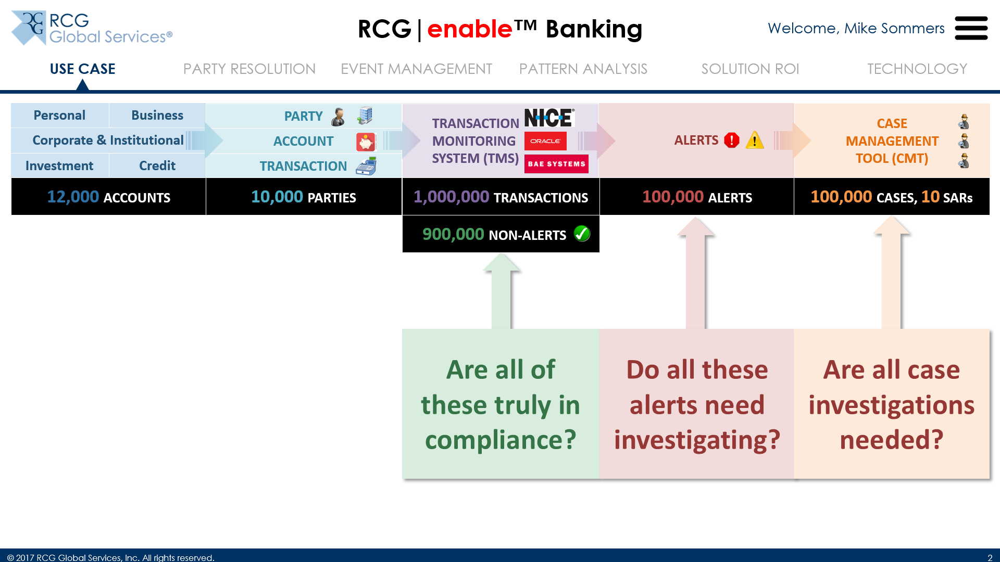 RCG
Global Services®
RCG|enable™ Banking
Welcome, Mike Sommers
USE CASE
PARTY RESOLUTION
EVENT MANAGEMENT
PATTERN ANALYSIS
SOLUTION ROI
TECHNOLOGY
Personal
Business
Corporate & Institutional
Investment
Credit
PARTY
ACCOUNT
TRANSACTION
TRANSACTION
MONITORING
SYSTEM (TMS)
NICE®
ORACLE®
BAE SYSTEMS
ALERTS
CASE
MANAGEMENT
TOOL (CMT)
12,000 ACCOUNTS
10,000 PARTIES
1,000,000 TRANSACTIONS
100,000 ALERTS
100,000 CASES, 10 SARs
900,000 NON-ALERTS
Are all of
these truly in
compliance?
Do all these
alerts need
investigating?
Are all case
investigations
needed?
© 2017 RCG Global Services, Inc. All rights reserved.
2